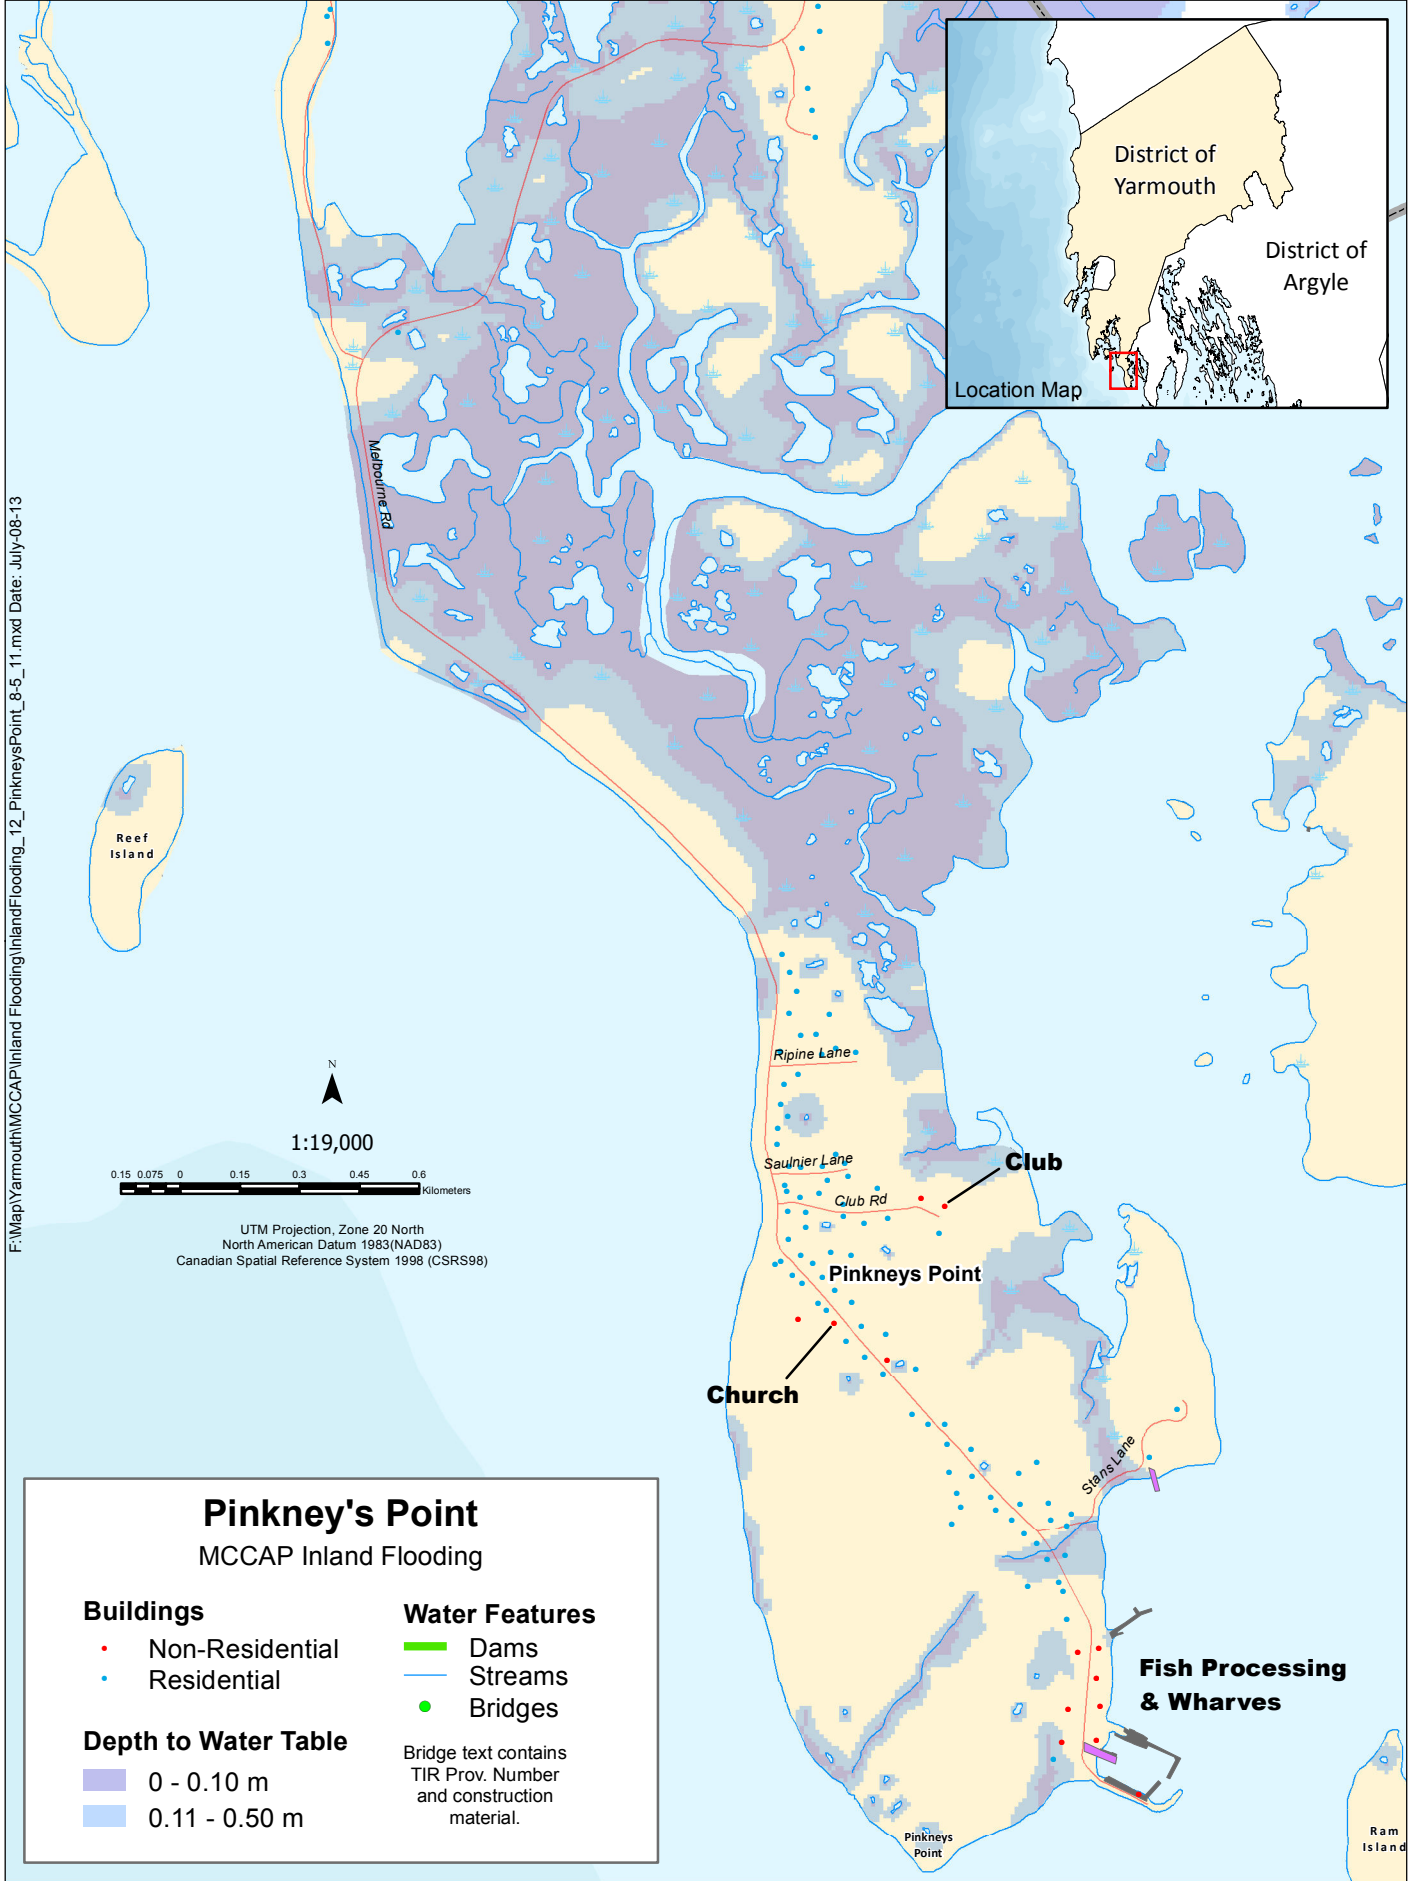 F:\Map\Yarmouth\MCCAP\Inland Flooding\InlandFlooding_12_PinkneysPoint_8-5_11.mxd Date: July-08-13
District of
Yarmouth
District of
Argyle
Location Map
Melbourne Rd
Reef
Island
N
1:19,000
0.15 0.075 0 0.15 0.3 0.45 0.6
Kilometers
UTM Projection, Zone 20 North
North American Datum 1983(NAD83)
Canadian Spatial Reference System 1998 (CSRS98)
Ripine Lane
Saulnier Lane
Club
Club Rd
Pinkneys Point
Church
Stans Lane
Fish Processing
& Wharves
Pinkneys
Point
Ram
Island
Pinkney's Point
MCCAP Inland Flooding
Buildings
Non-Residential
Residential
Depth to Water Table
0 - 0.10 m
0.11 - 0.50 m
Water Features
Dams
Streams
Bridges
Bridge text contains
TIR Prov. Number
and construction
material.